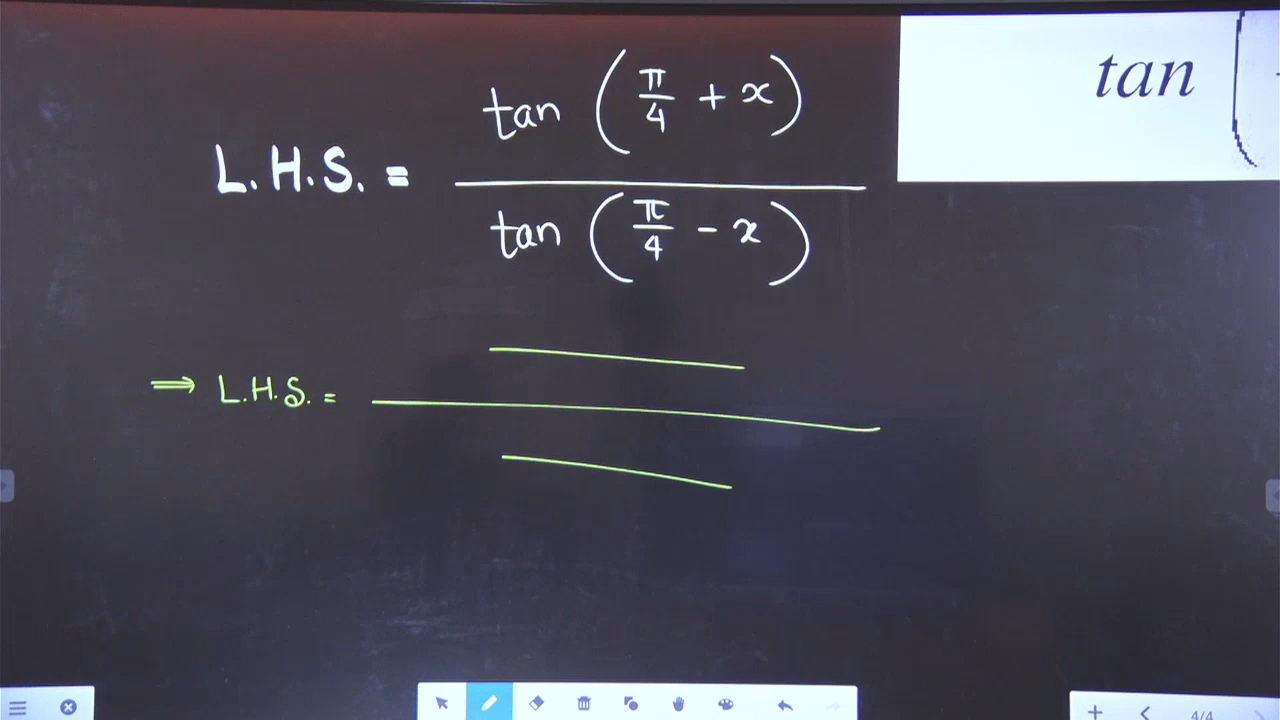 tan (π/4 + x)
L.H.S. = ————
tan (π/4 - x)
⇒ L.H.S. =
tan (
4/4